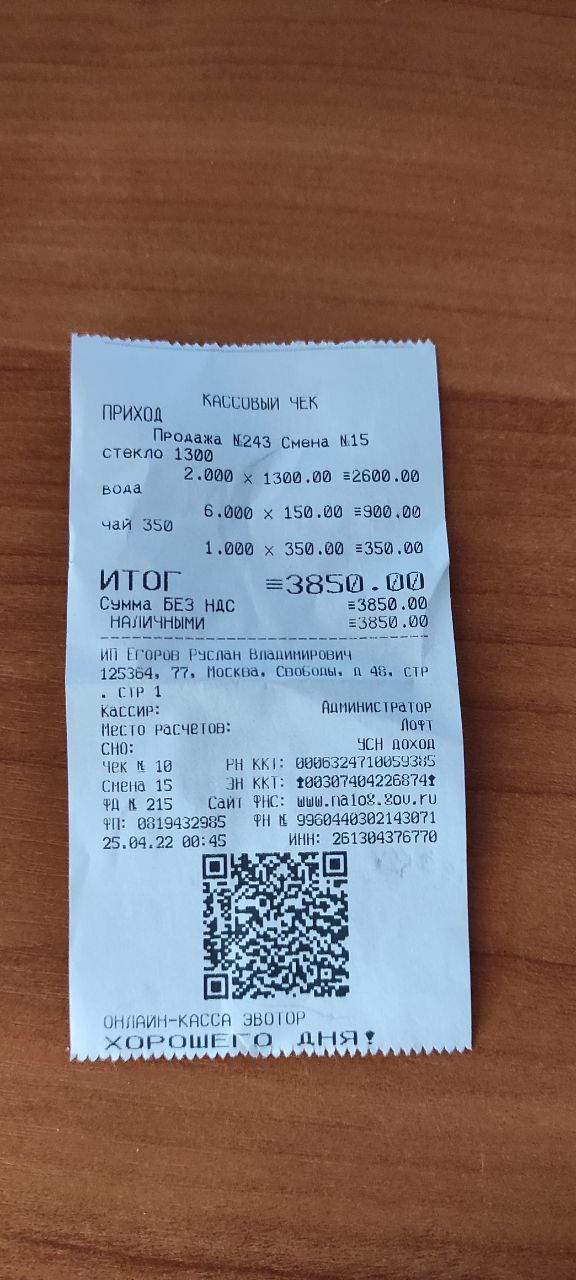 КАССОВЫЙ ЧЕК
ПРИХОД
Продажа №243 Смена №15
стекло 1300
2.000 x 1300.00 ≡2600.00
вода
6.000 x 150.00 ≡900.00
чай 350
1.000 x 350.00 ≡350.00
ИТОГ ≡3850.00
Сумма БЕЗ НДС ≡3850.00
НАЛИЧНЫМИ ≡3850.00
ИП Егоров Руслан Владимирович
125364, 77, Москва, Свободы, д 48, стр
. стр 1
Кассир: Администратор
Место расчетов: Лофт
СНО: УСН доход
Чек № 10 РН ККТ: 0006324710059385
Смена 15 ЗН ККТ: 00307404226874
ФД № 215 Сайт ФНС: www.nalog.gov.ru
ФП: 0819432985 ФН № 9960440302143071
25.04.22 00:45 ИНН: 261304376770
ОНЛАЙН-КАССА ЭВОТОР
ХОРОШЕГО ДНЯ!